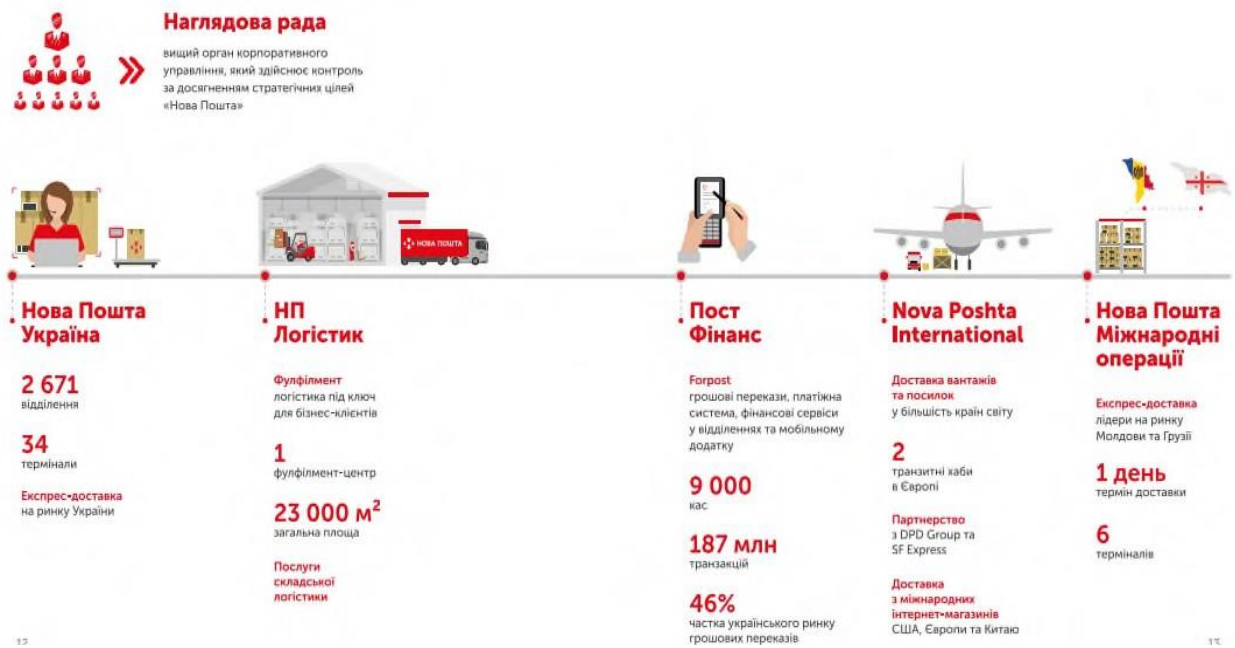 Наглядова рада
вищий орган корпоративного
управління, який здійснює контроль
за досягненням стратегічних цілей
«Нова Пошта»
НОВА ПОШТА
Нова Пошта
Україна
2 671
відділення
34
термінали
Експрес-доставка
на ринку України
НП
Логістик
Фулфілмент
логістика під ключ
для бізнес-клієнтів
1
фулфілмент-центр
23 000 м²
загальна площа
Послуги
складської
логістики
Пост
Фінанс
Forpost
грошові перекази, платіжна
система, фінансові сервіси
у відділеннях та мобільному
додатку
9 000
кас
187 млн
транзакцій
46%
частка українського ринку
грошових переказів
Nova Poshta
International
Доставка вантажів
та посилок
у більшість країн світу
2
транзитні хаби
в Європі
Партнерство
з DPD Group та
SF Express
Доставка
з міжнародних
інтернет-магазинів
США, Європи та Китаю
Нова Пошта
Міжнародні
операції
Експрес-доставка
лідери на ринку
Молдови та Грузії
1 день
термін доставки
6
терміналів
12
13